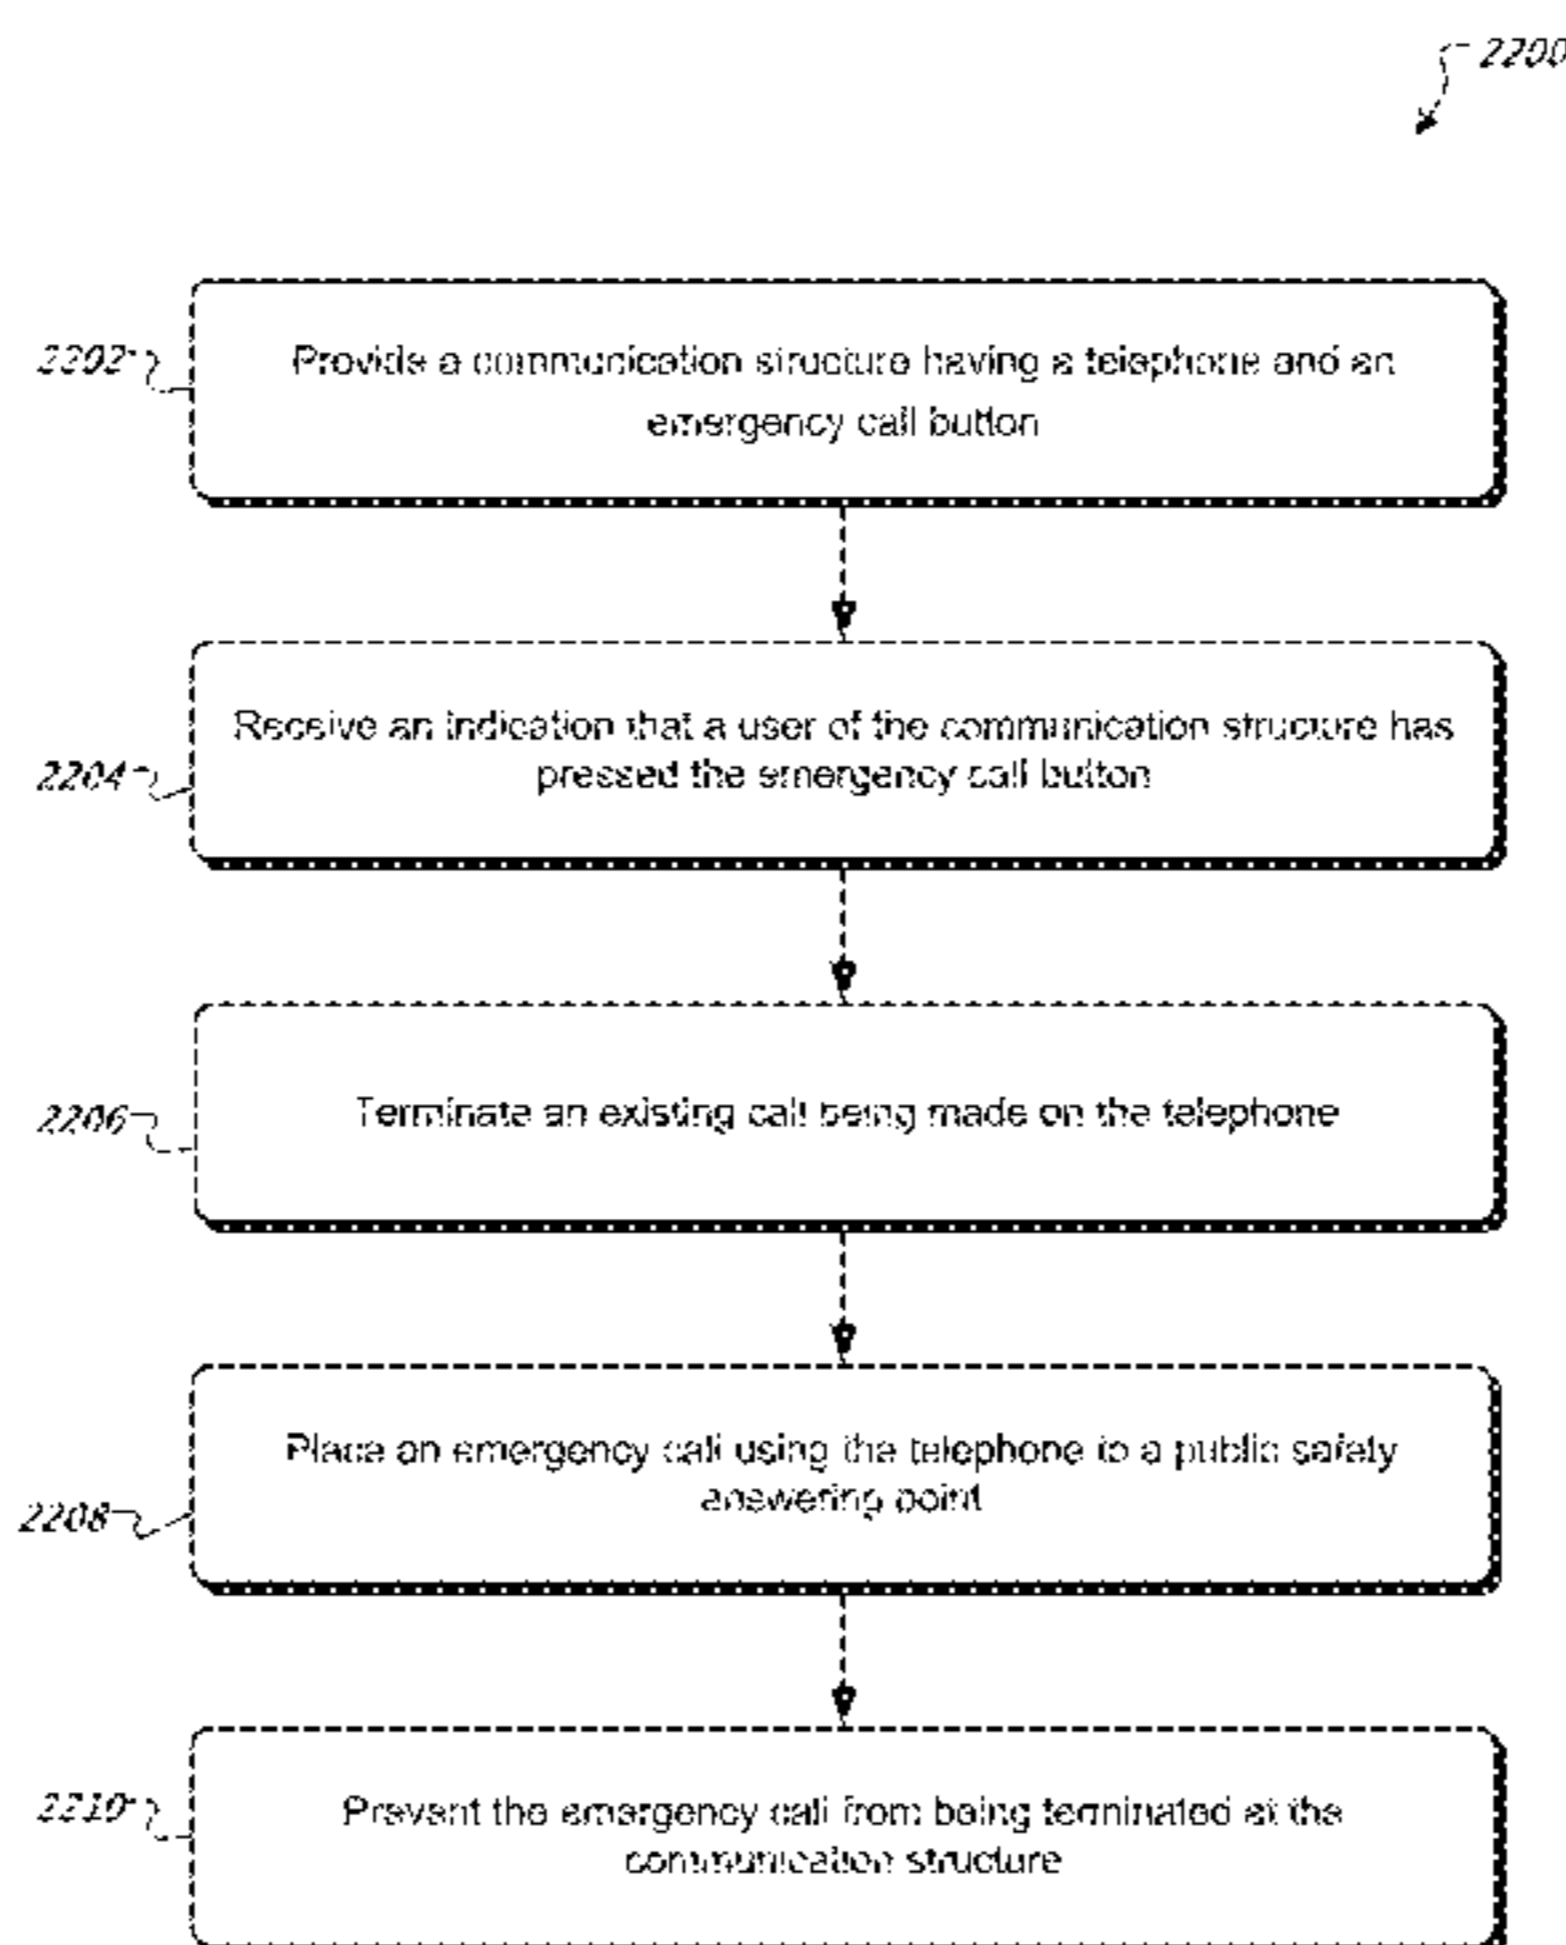 2200
2202
Provide a communication structure having a telephone and an
emergency call button
2204
Receive an indication that a user of the communication structure has
pressed the emergency call button
2206
Terminate an existing call being made on the telephone
2208
Place an emergency call using the telephone to a public safety
answering point
2210
Prevent the emergency call from being terminated at the
communication structure